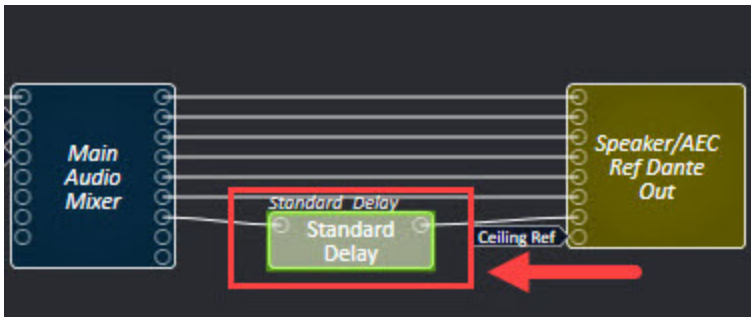 Main
Audio
Mixer
Standard Delay
Standard
Delay
Ceiling Ref
Speaker/AEC
Ref Dante
Out